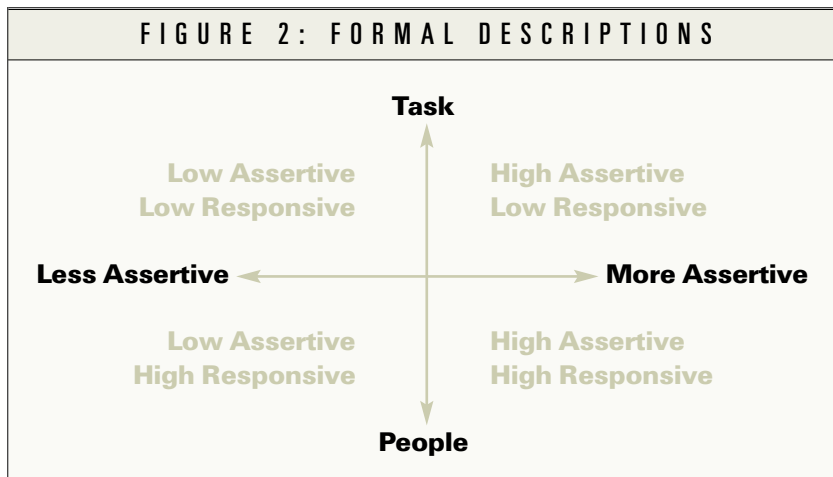 FIGURE 2: FORMAL DESCRIPTIONS
Task
Low Assertive
Low Responsive
High Assertive
Low Responsive
Less Assertive
More Assertive
Low Assertive
High Responsive
High Assertive
High Responsive
People